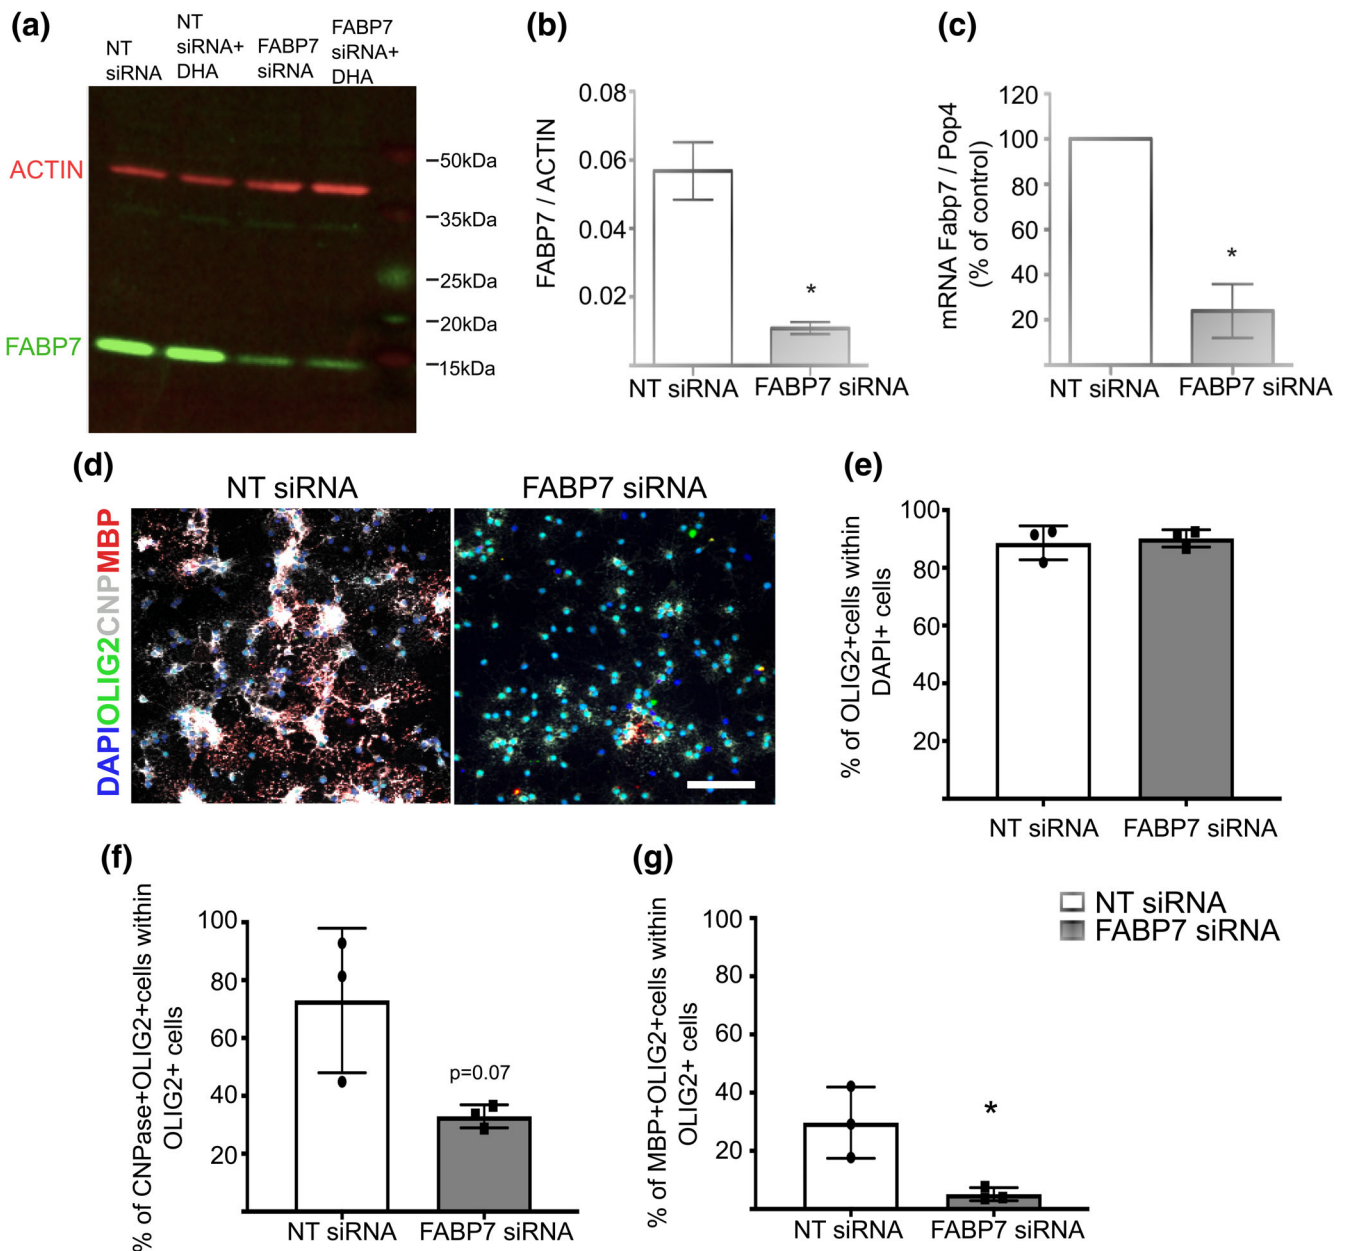 (a)
NT
siRNA
NT
siRNA+
DHA
FABP7
siRNA
FABP7
siRNA+
DHA
ACTIN
FABP7
50kDa
35kDa
25kDa
20kDa
15kDa
(b)
FABP7 / ACTIN
0.08
0.06
0.04
0.02
*
NT siRNA
FABP7 siRNA
(c)
mRNA Fabp7 / Pop4
(% of control)
120
100
80
60
40
20
*
NT siRNA
FABP7 siRNA
(d)
NT siRNA
FABP7 siRNA
DAPIOLIG2CNPMBP
(e)
% of OLIG2+cells within
DAPI+ cells
100
80
60
40
20
NT siRNA
FABP7 siRNA
(f)
% of CNPase+OLIG2+cells within
OLIG2+ cells
100
80
60
40
20
p=0.07
NT siRNA
FABP7 siRNA
(g)
% of MBP+OLIG2+cells within
OLIG2+ cells
100
80
60
40
20
*
NT siRNA
FABP7 siRNA
NT siRNA
FABP7 siRNA